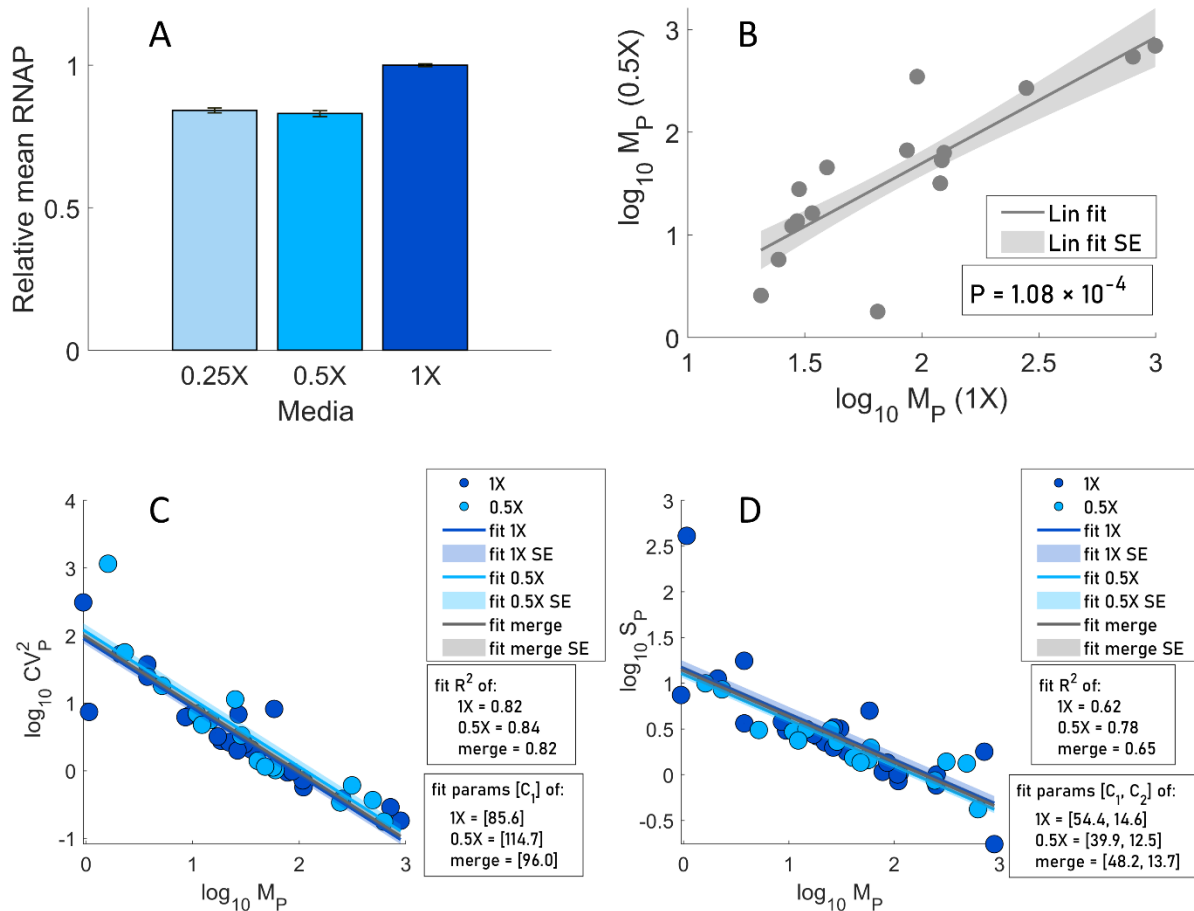 A
Relative mean RNAP
1
0.5
0
0.25X 0.5X 1X
Media
B
log10 MP (0.5X)
3
2
1
0
Lin fit
Lin fit SE
P = 1.08 × 10⁻⁴
1 1.5 2 2.5 3
log10 MP (1X)
C
log10 CV²P
4
3
2
1
0
-1
0 1 2 3
log10 MP
1X
0.5X
fit 1X
fit 1X SE
fit 0.5X
fit 0.5X SE
fit merge
fit merge SE
fit R² of:
1X = 0.82
0.5X = 0.84
merge = 0.82
fit params [C₁] of:
1X = [85.6]
0.5X = [114.7]
merge = [96.0]
D
log10 SP
3
2.5
2
1.5
1
0.5
0
-0.5
0 1 2 3
log10 MP
1X
0.5X
fit 1X
fit 1X SE
fit 0.5X
fit 0.5X SE
fit merge
fit merge SE
fit R² of:
1X = 0.62
0.5X = 0.78
merge = 0.65
fit params [C₁, C₂] of:
1X = [54.4, 14.6]
0.5X = [39.9, 12.5]
merge = [48.2, 13.7]